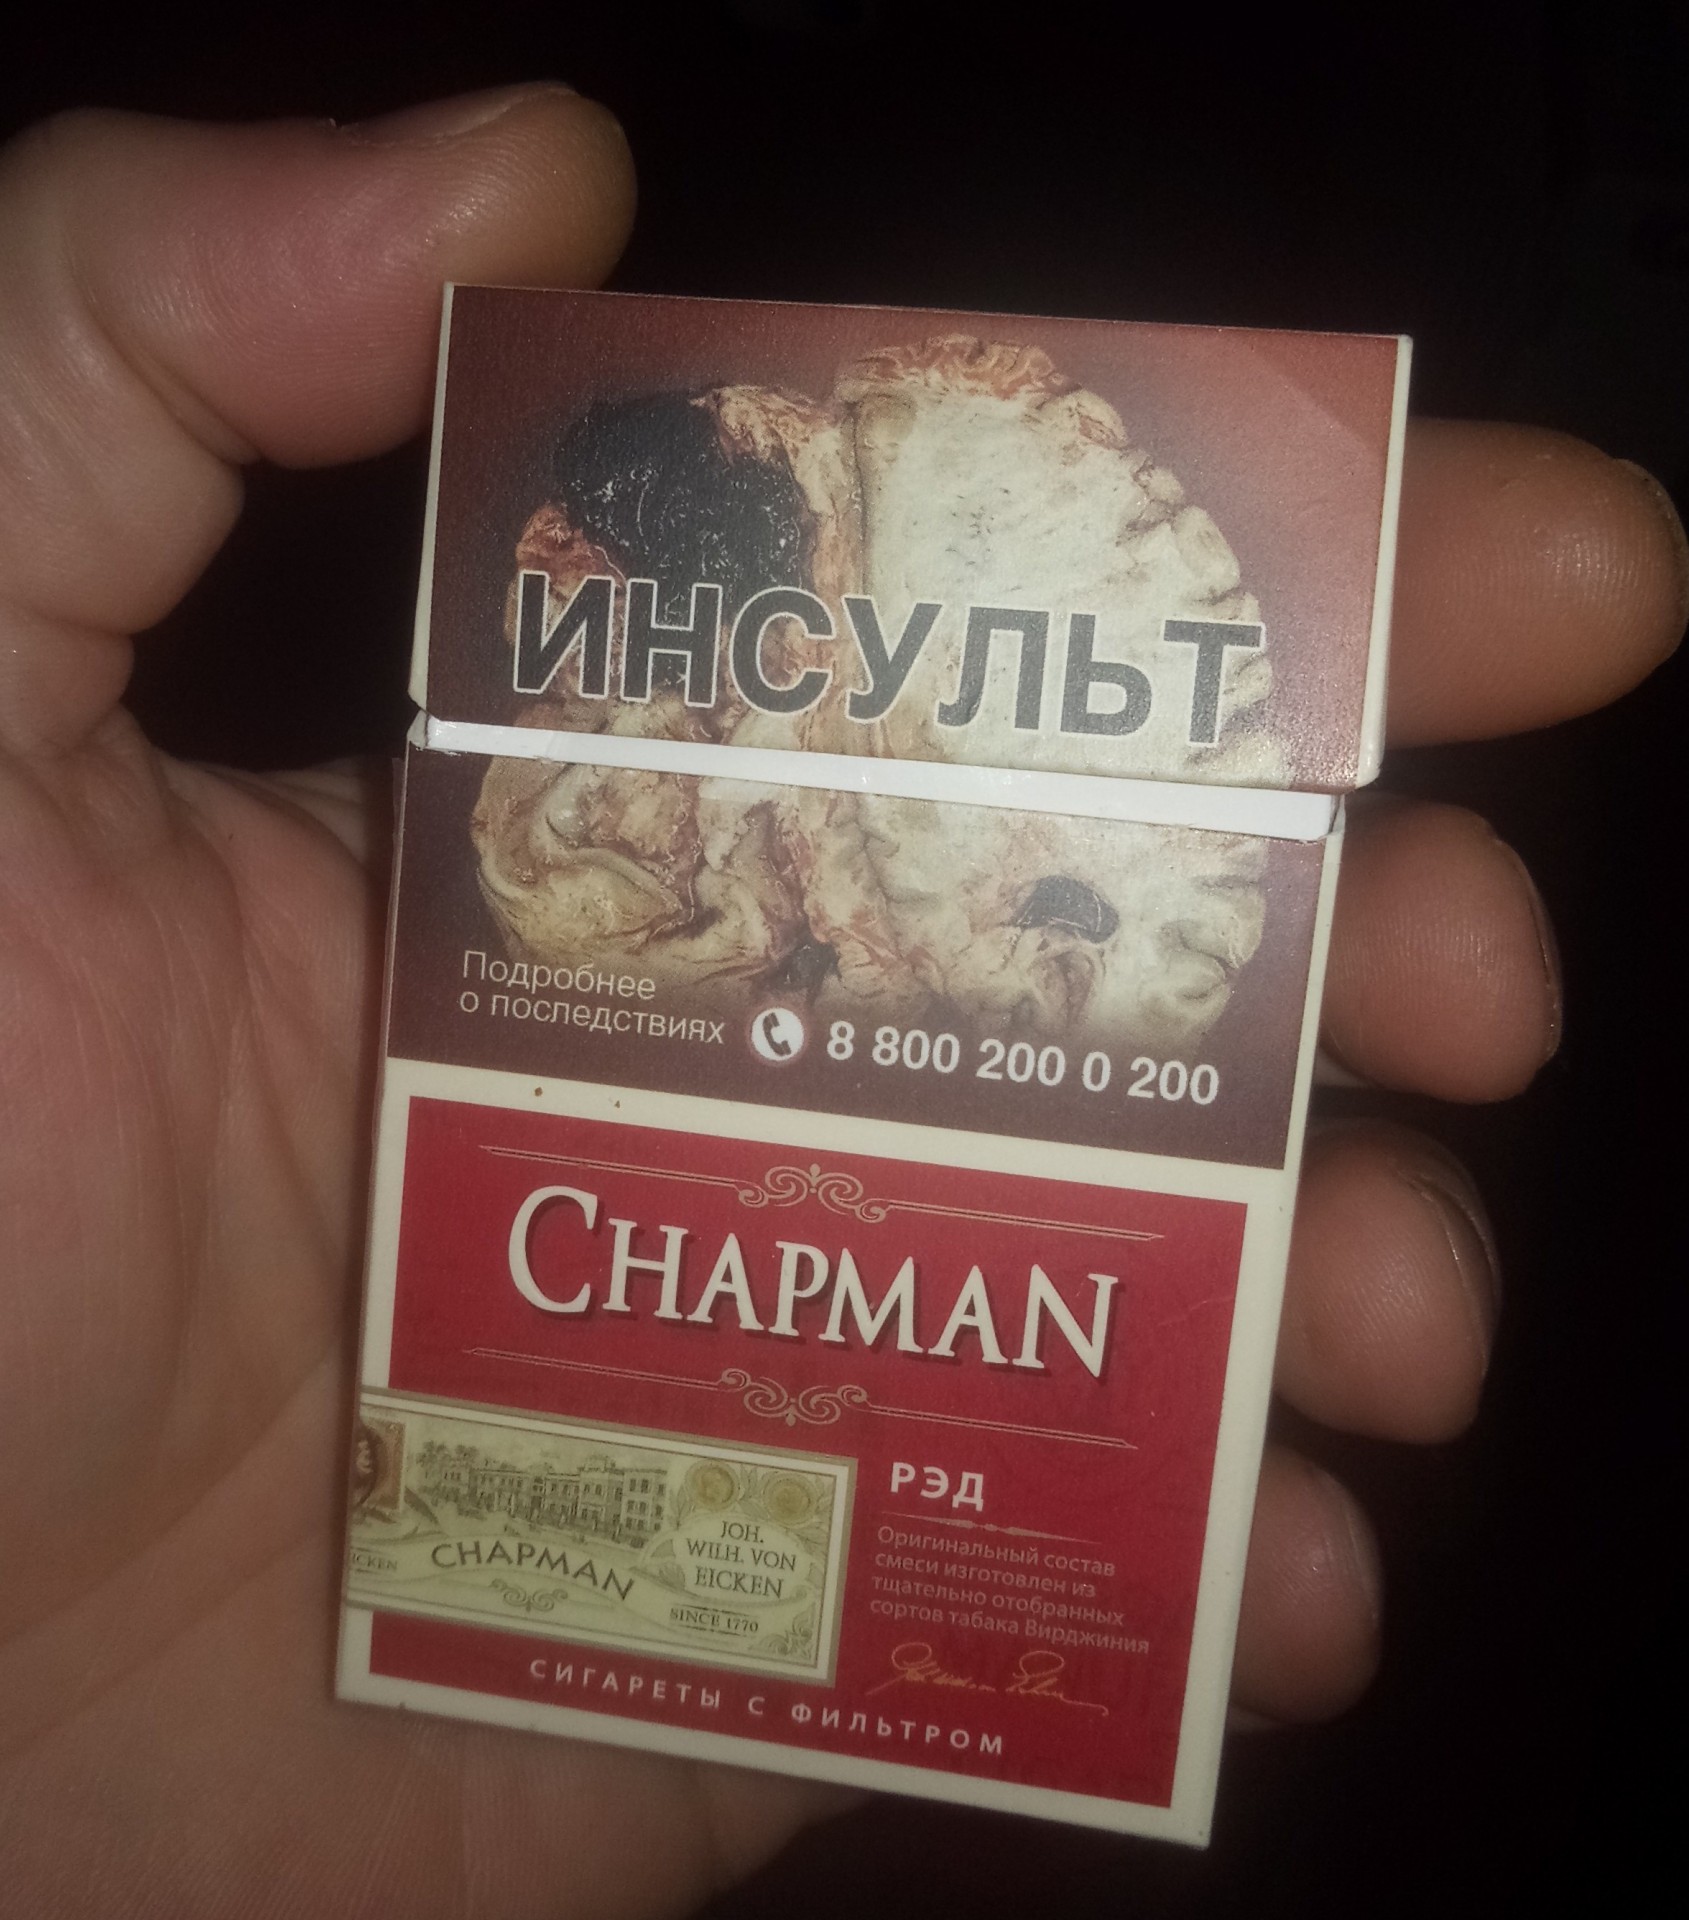 ИНСУЛЬТ
Подробнее
о последствиях
8 800 200 0 200
CHAPMAN
РЭД
Оригинальный состав
смеси изготовлен из
тщательно отобранных
сортов табака Вирджиния
JOH.
WILH. VON
EICKEN
SINCE 1770
CHAPMAN
ICKEN
СИГАРЕТЫ С ФИЛЬТРОМ